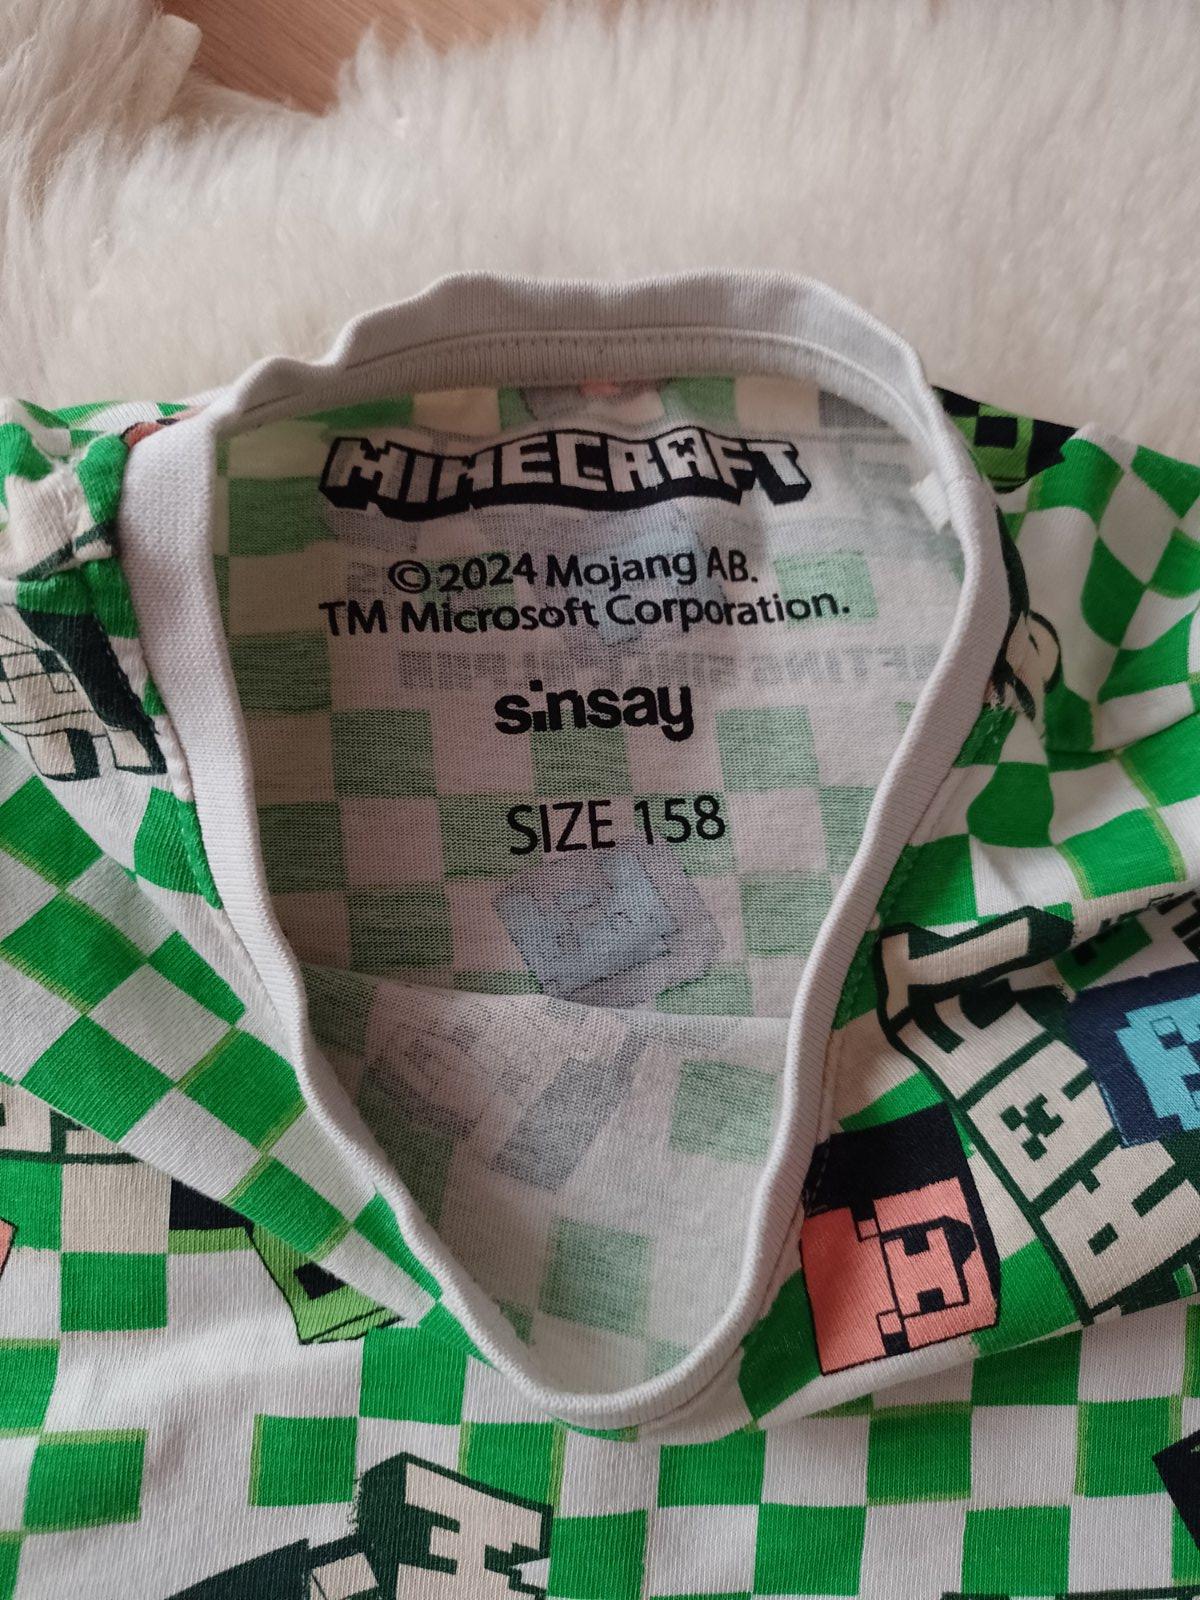 MINECRAFT
©2024 Mojang AB.
TM Microsoft Corporation.
sinsay
SIZE 158